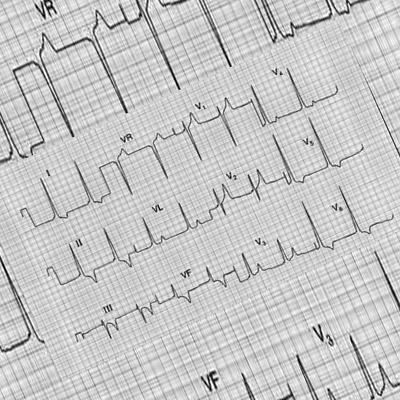 VR
I VR V₁ V₄
II VL V₂ V₅
III VF V₃ V₆
VF V₃